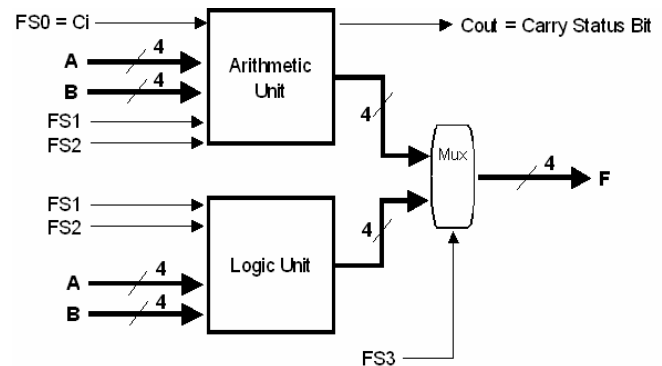 FS0 = Ci
Cout = Carry Status Bit
A
4
B
4
FS1
FS2
Arithmetic
Unit
4
Mux
4
F
FS1
FS2
A
4
B
4
Logic Unit
4
FS3